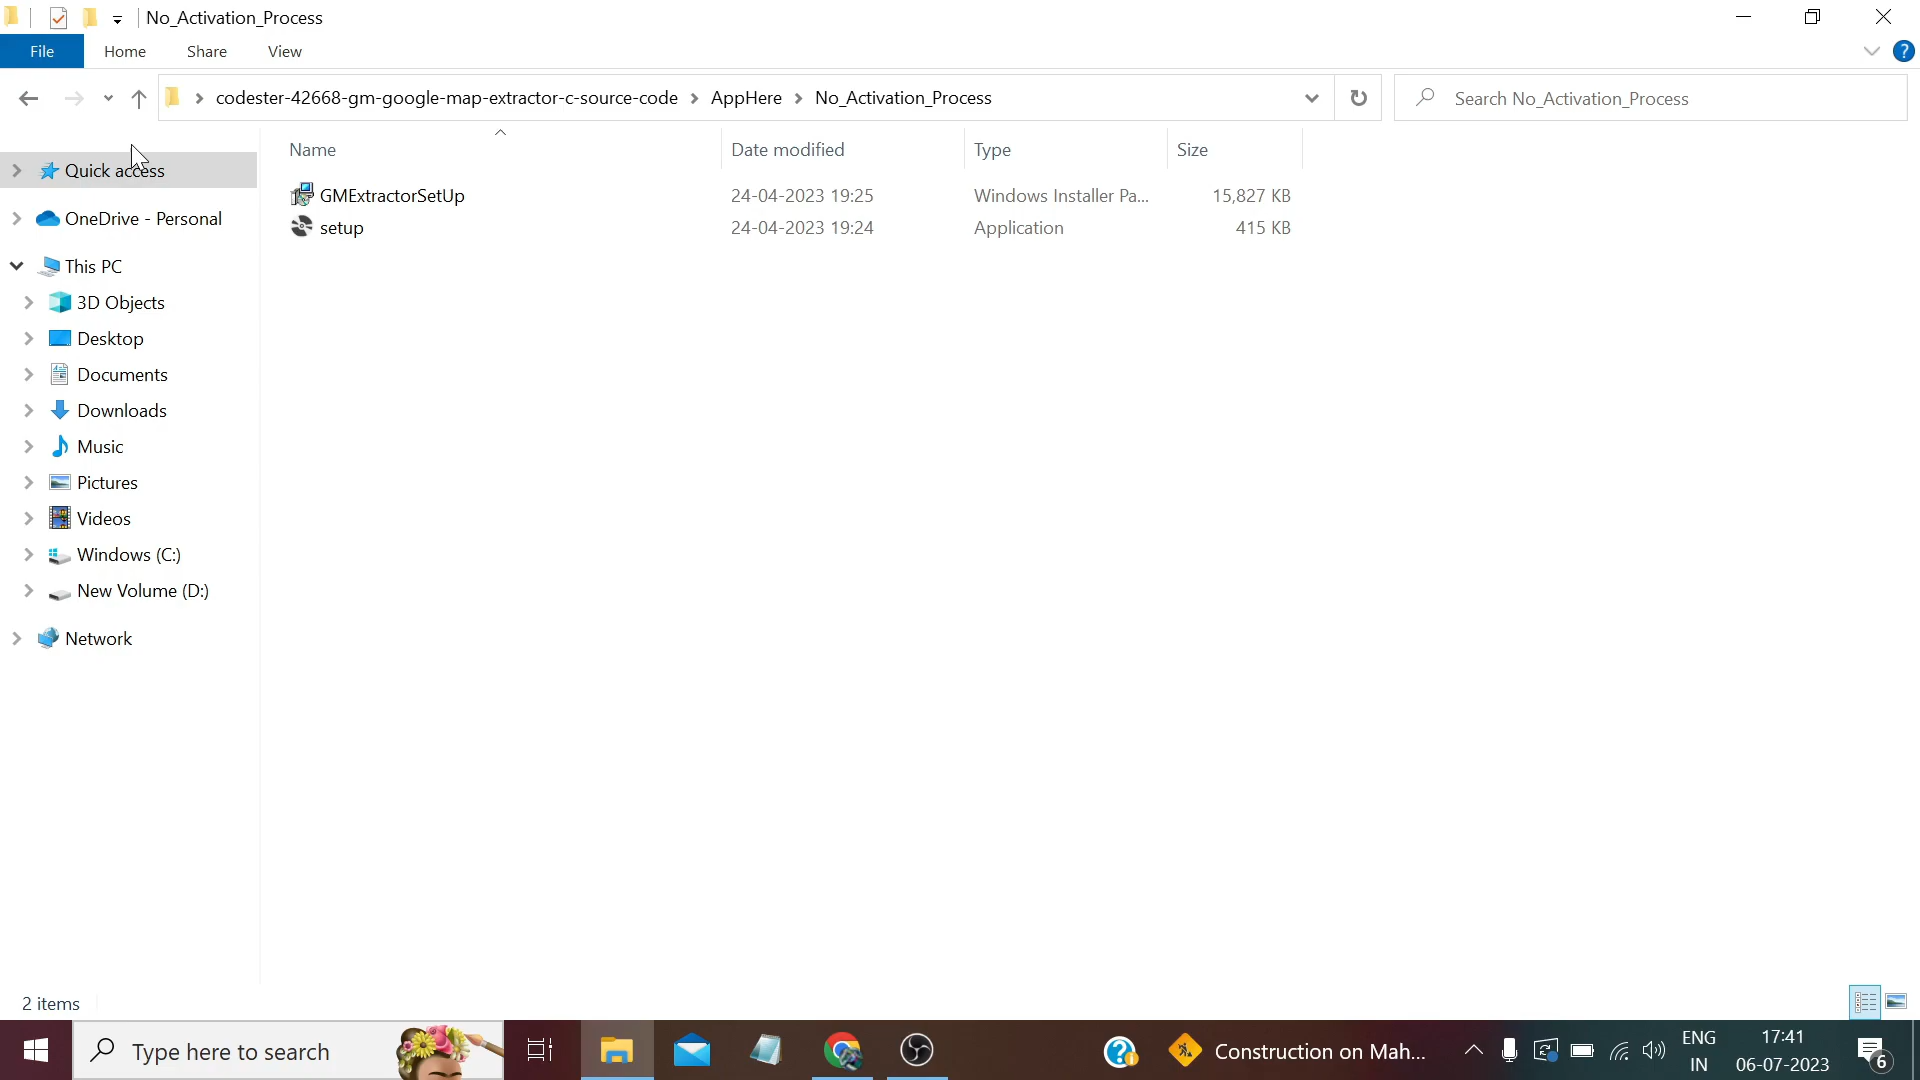 No_Activation_Process
File Home Share View
codester-42668-gm-google-map-extractor-c-source-code AppHere No_Activation_Process
Search No_Activation_Process
Name Date modified Type Size
GMExtractorSetUp 24-04-2023 19:25 Windows Installer Pa... 15,827 KB
setup 24-04-2023 19:24 Application 415 KB
Quick access
OneDrive - Personal
This PC
3D Objects
Desktop
Documents
Downloads
Music
Pictures
Videos
Windows (C:)
New Volume (D:)
Network
2 items
Type here to search
Construction on Mah...
ENG
IN
17:41
06-07-2023
6